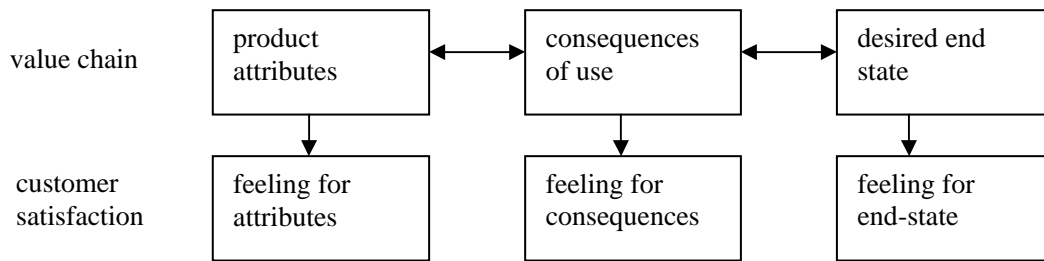 value chain
product
attributes
consequences
of use
desired end
state
customer
satisfaction
feeling for
attributes
feeling for
consequences
feeling for
end-state